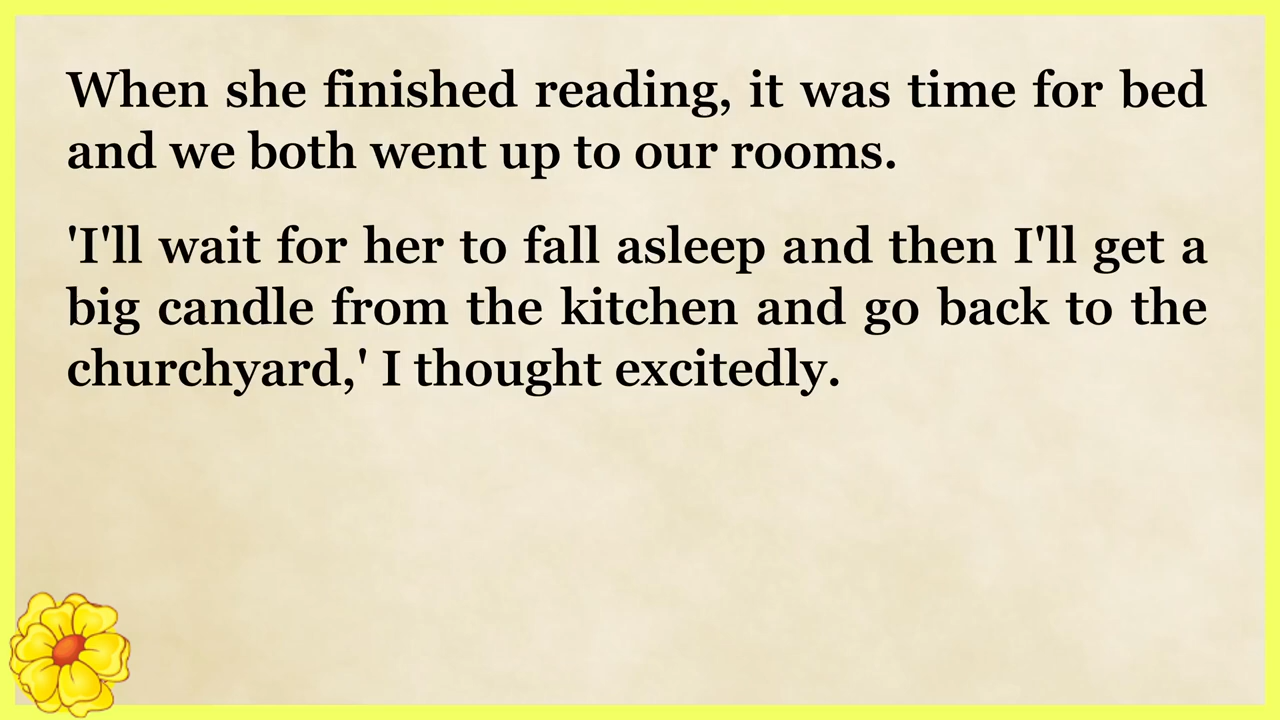 When she finished reading, it was time for bed
and we both went up to our rooms.
'I'll wait for her to fall asleep and then I'll get a
big candle from the kitchen and go back to the
churchyard,' I thought excitedly.